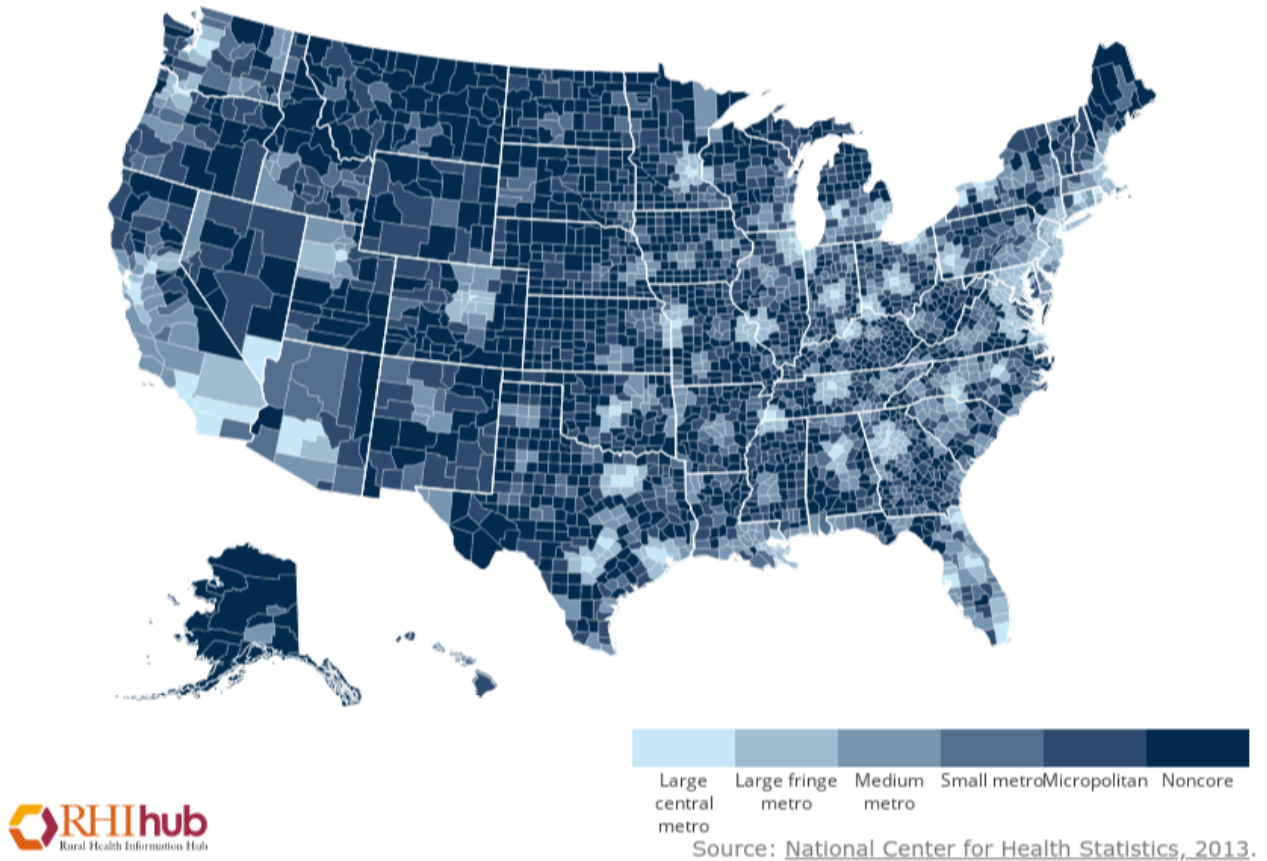 Large
central
metro
Large fringe
metro
Medium
metro
Small metro
Micropolitan
Noncore
RHIhub
Rural Health Information Hub
Source: National Center for Health Statistics, 2013.